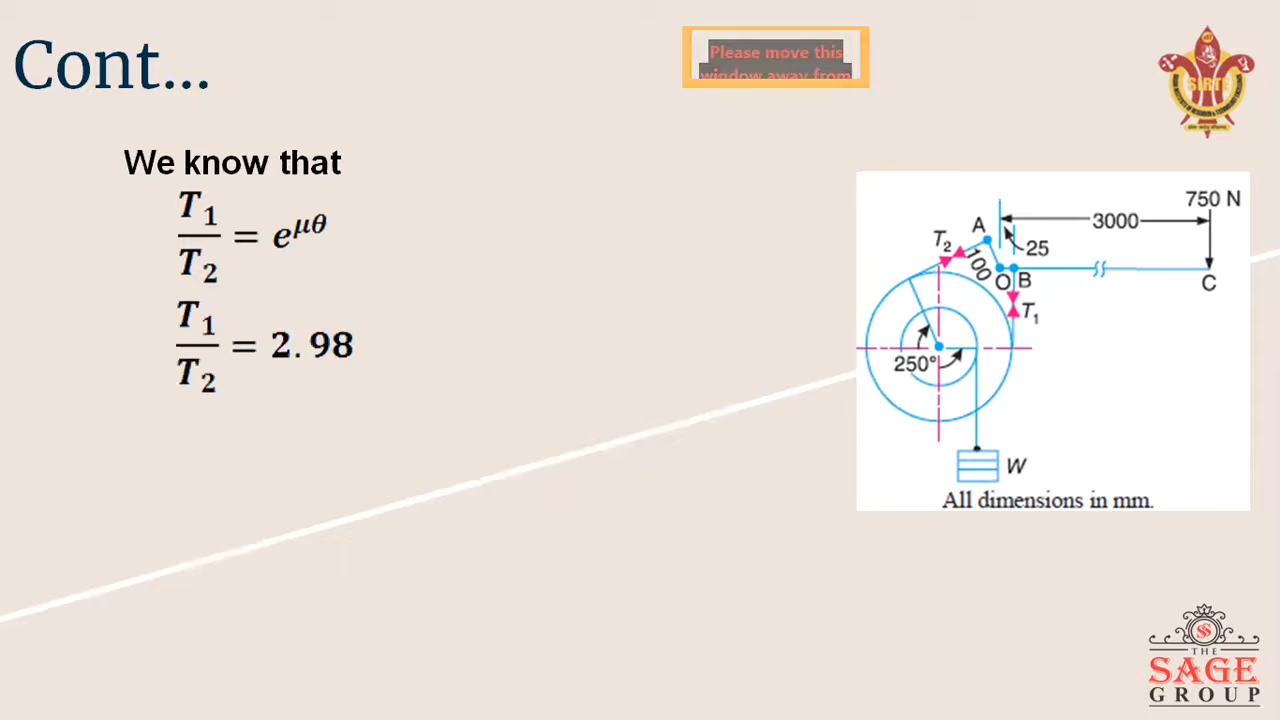 Cont...
Please move this
window away from
SIRTE
We know that
T₁/T₂ = e^μθ
T₁/T₂ = 2.98
750 N
3000
A
T₂
25
100
O B
C
T₁
250°
W
All dimensions in mm.
THE
SAGE
GROUP